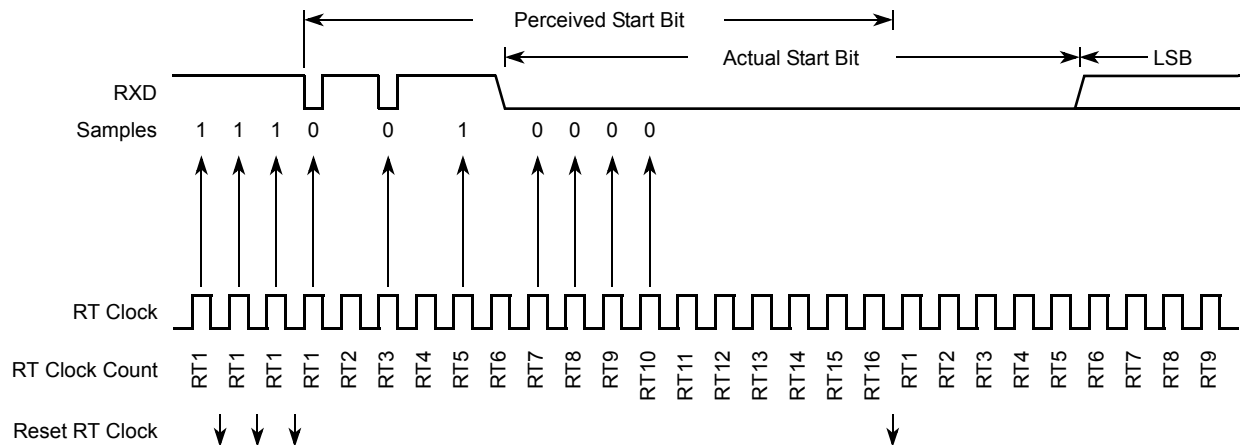 Perceived Start Bit
Actual Start Bit
LSB
RXD
Samples 1 1 1 0 0 1 0 0 0 0
RT Clock
RT Clock Count RT1 RT1 RT1 RT1 RT2 RT3 RT4 RT5 RT6 RT7 RT8 RT9 RT10 RT11 RT12 RT13 RT14 RT15 RT16 RT1 RT2 RT3 RT4 RT5 RT6 RT7 RT8 RT9
Reset RT Clock